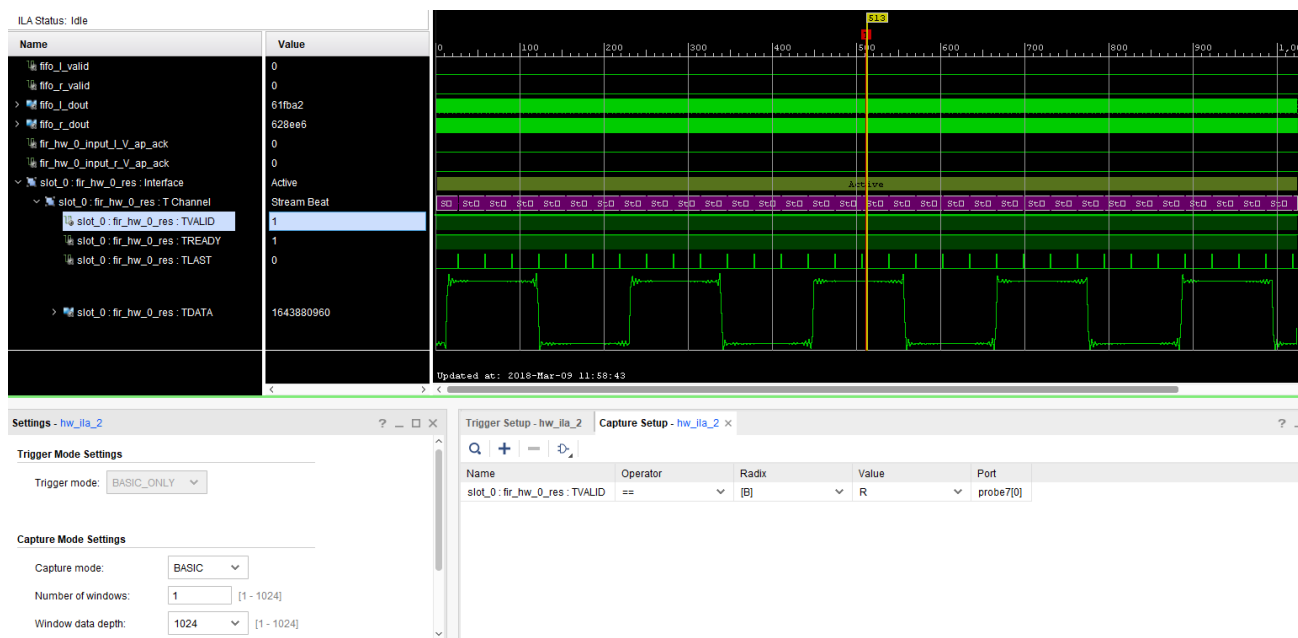 ILA Status: Idle
Name Value
513
0 100 200 300 400 500 600 700 800 900 1,0
fifo_l_valid 0
fifo_r_valid 0
fifo_l_dout 61fba2
fifo_r_dout 628ee6
fir_hw_0_input_l_V_ap_ack 0
fir_hw_0_input_r_V_ap_ack 0
slot_0 : fir_hw_0_res : Interface Active Active
slot_0 : fir_hw_0_res : T Channel Stream Beat
slot_0 : fir_hw_0_res : TVALID 1
slot_0 : fir_hw_0_res : TREADY 1
slot_0 : fir_hw_0_res : TLAST 0
slot_0 : fir_hw_0_res : TDATA 1643880960
Updated at: 2018-Mar-09 11:58:43
Settings - hw_ila_2
Trigger Mode Settings
Trigger mode: BASIC_ONLY
Capture Mode Settings
Capture mode: BASIC
Number of windows: 1 [1 - 1024]
Window data depth: 1024 [1 - 1024]
Trigger Setup - hw_ila_2 Capture Setup - hw_ila_2
Name Operator Radix Value Port
slot_0 : fir_hw_0_res : TVALID == [B] R probe7[0]